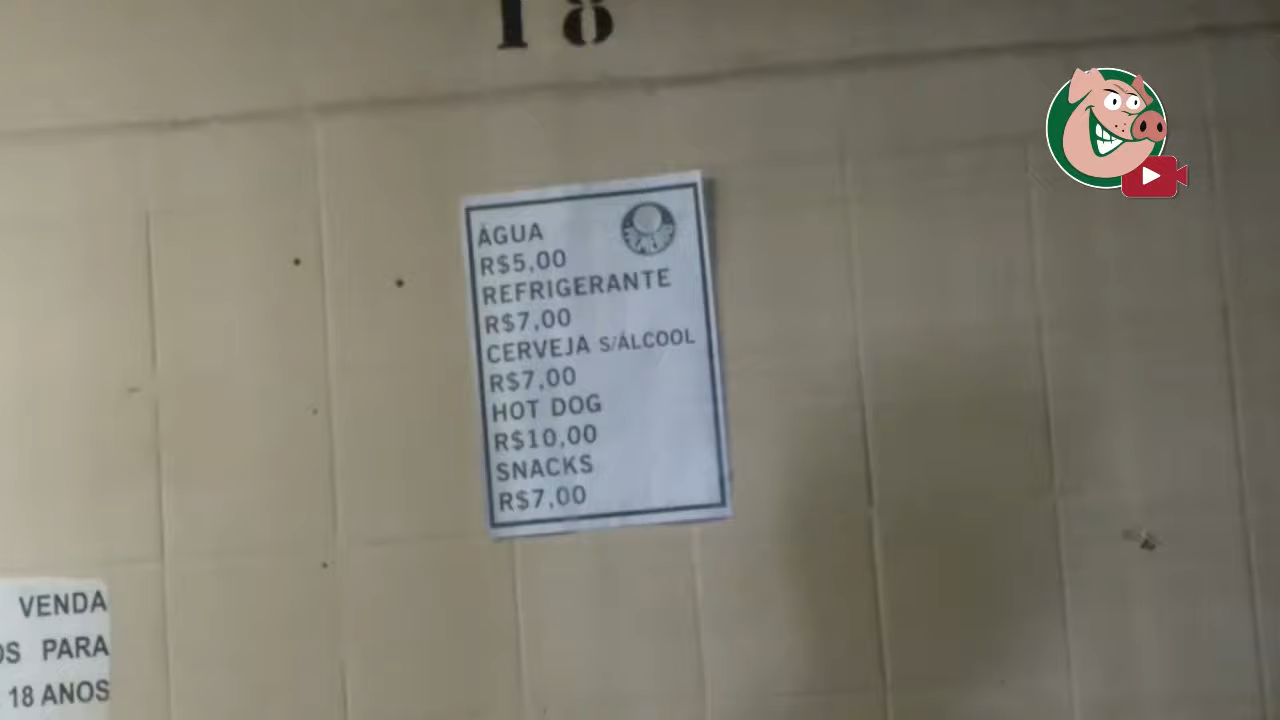 18
ÁGUA
R$5,00
REFRIGERANTE
R$7,00
CERVEJA S/ÁLCOOL
R$7,00
HOT DOG
R$10,00
SNACKS
R$7,00
VENDA
OS PARA
18 ANOS